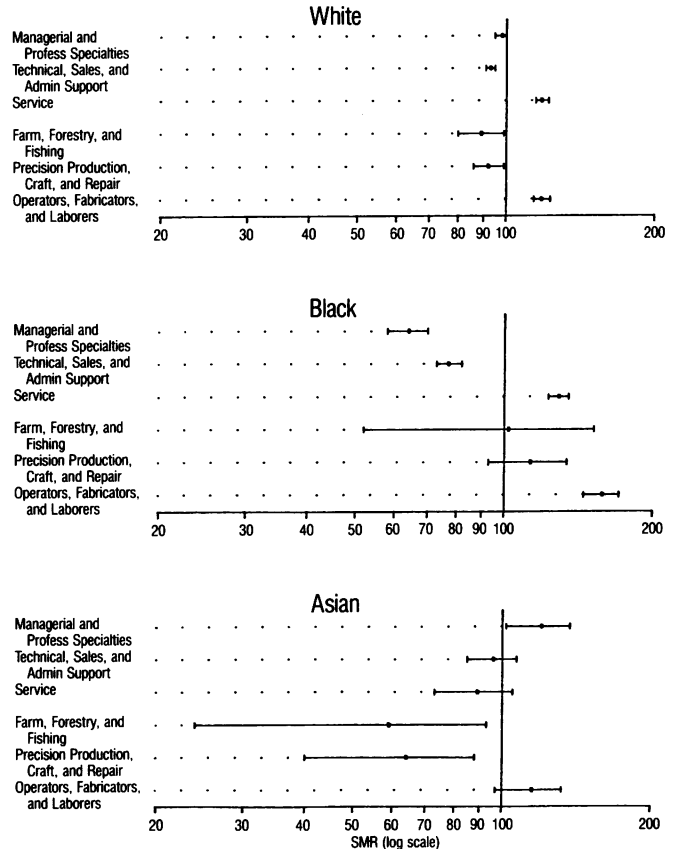 White
Managerial and
Profess Specialties
Technical, Sales, and
Admin Support
Service
Farm, Forestry, and
Fishing
Precision Production,
Craft, and Repair
Operators, Fabricators,
and Laborers
20 30 40 50 60 70 80 90 100 200
Black
Managerial and
Profess Specialties
Technical, Sales, and
Admin Support
Service
Farm, Forestry, and
Fishing
Precision Production,
Craft, and Repair
Operators, Fabricators,
and Laborers
20 30 40 50 60 70 80 90 100 200
Asian
Managerial and
Profess Specialties
Technical, Sales, and
Admin Support
Service
Farm, Forestry, and
Fishing
Precision Production,
Craft, and Repair
Operators, Fabricators,
and Laborers
20 30 40 50 60 70 80 90 100 200
SMR (log scale)